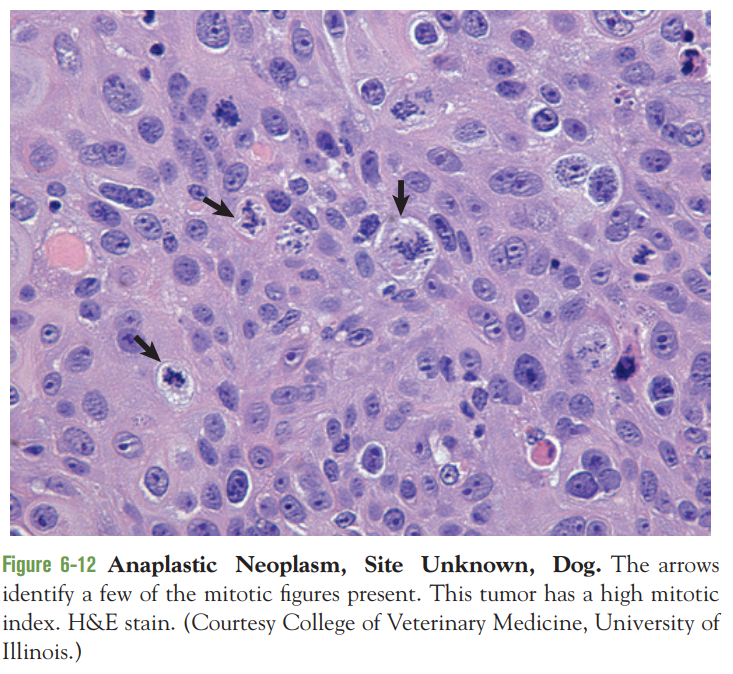 Figure 6-12 Anaplastic Neoplasm, Site Unknown, Dog. The arrows
identify a few of the mitotic figures present. This tumor has a high mitotic
index. H&E stain. (Courtesy College of Veterinary Medicine, University of
Illinois.)